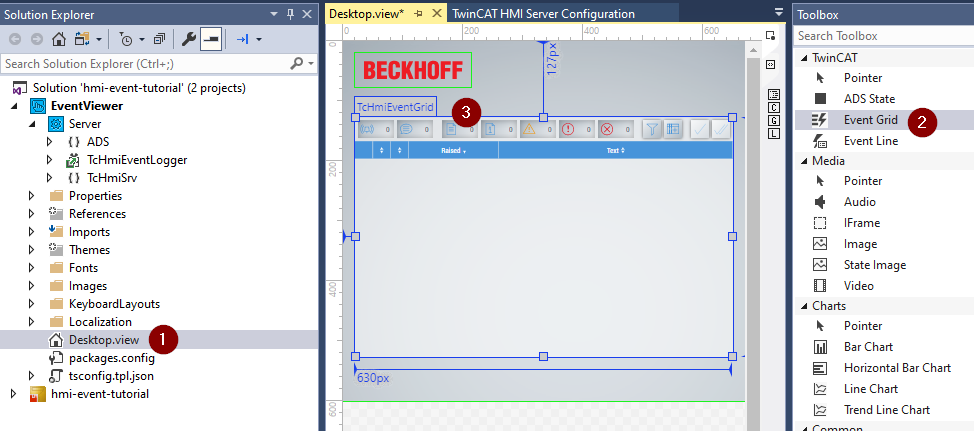 Solution Explorer
Search Solution Explorer (Ctrl+;)
Solution 'hmi-event-tutorial' (2 projects)
EventViewer
Server
{} ADS
TcHmiEventLogger
{} TcHmiSrv
Properties
References
Imports
Themes
Fonts
Images
KeyboardLayouts
Localization
Desktop.view 1
packages.config
tsconfig.tpl.json
hmi-event-tutorial
Desktop.view* TwinCAT HMI Server Configuration
0 200 400 600
0
200
400
600
127px
BECKHOFF
TcHmiEventGrid 3
0 0 0 0 0 0 0
Raised Text
630px
C
G
L
Toolbox
Search Toolbox
TwinCAT
Pointer
ADS State
Event Grid 2
Event Line
Media
Pointer
Audio
IFrame
Image
State Image
Video
Charts
Pointer
Bar Chart
Horizontal Bar Chart
Line Chart
Trend Line Chart
Common